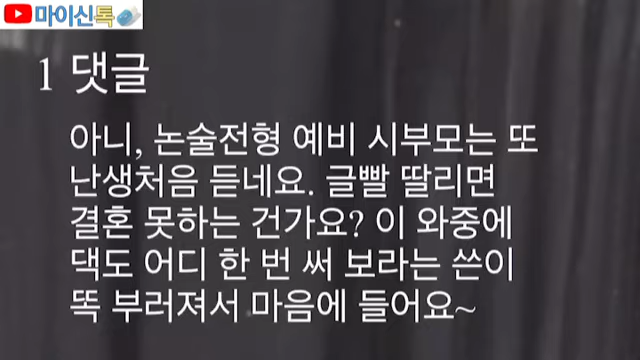 마이신톡
1 댓글
아니, 논술전형 예비 시부모는 또
난생처음 듣네요. 글빨 딸리면
결혼 못하는 건가요? 이 와중에
댁도 어디 한 번 써 보라는 쓴이
똑 부러져서 마음에 들어요~